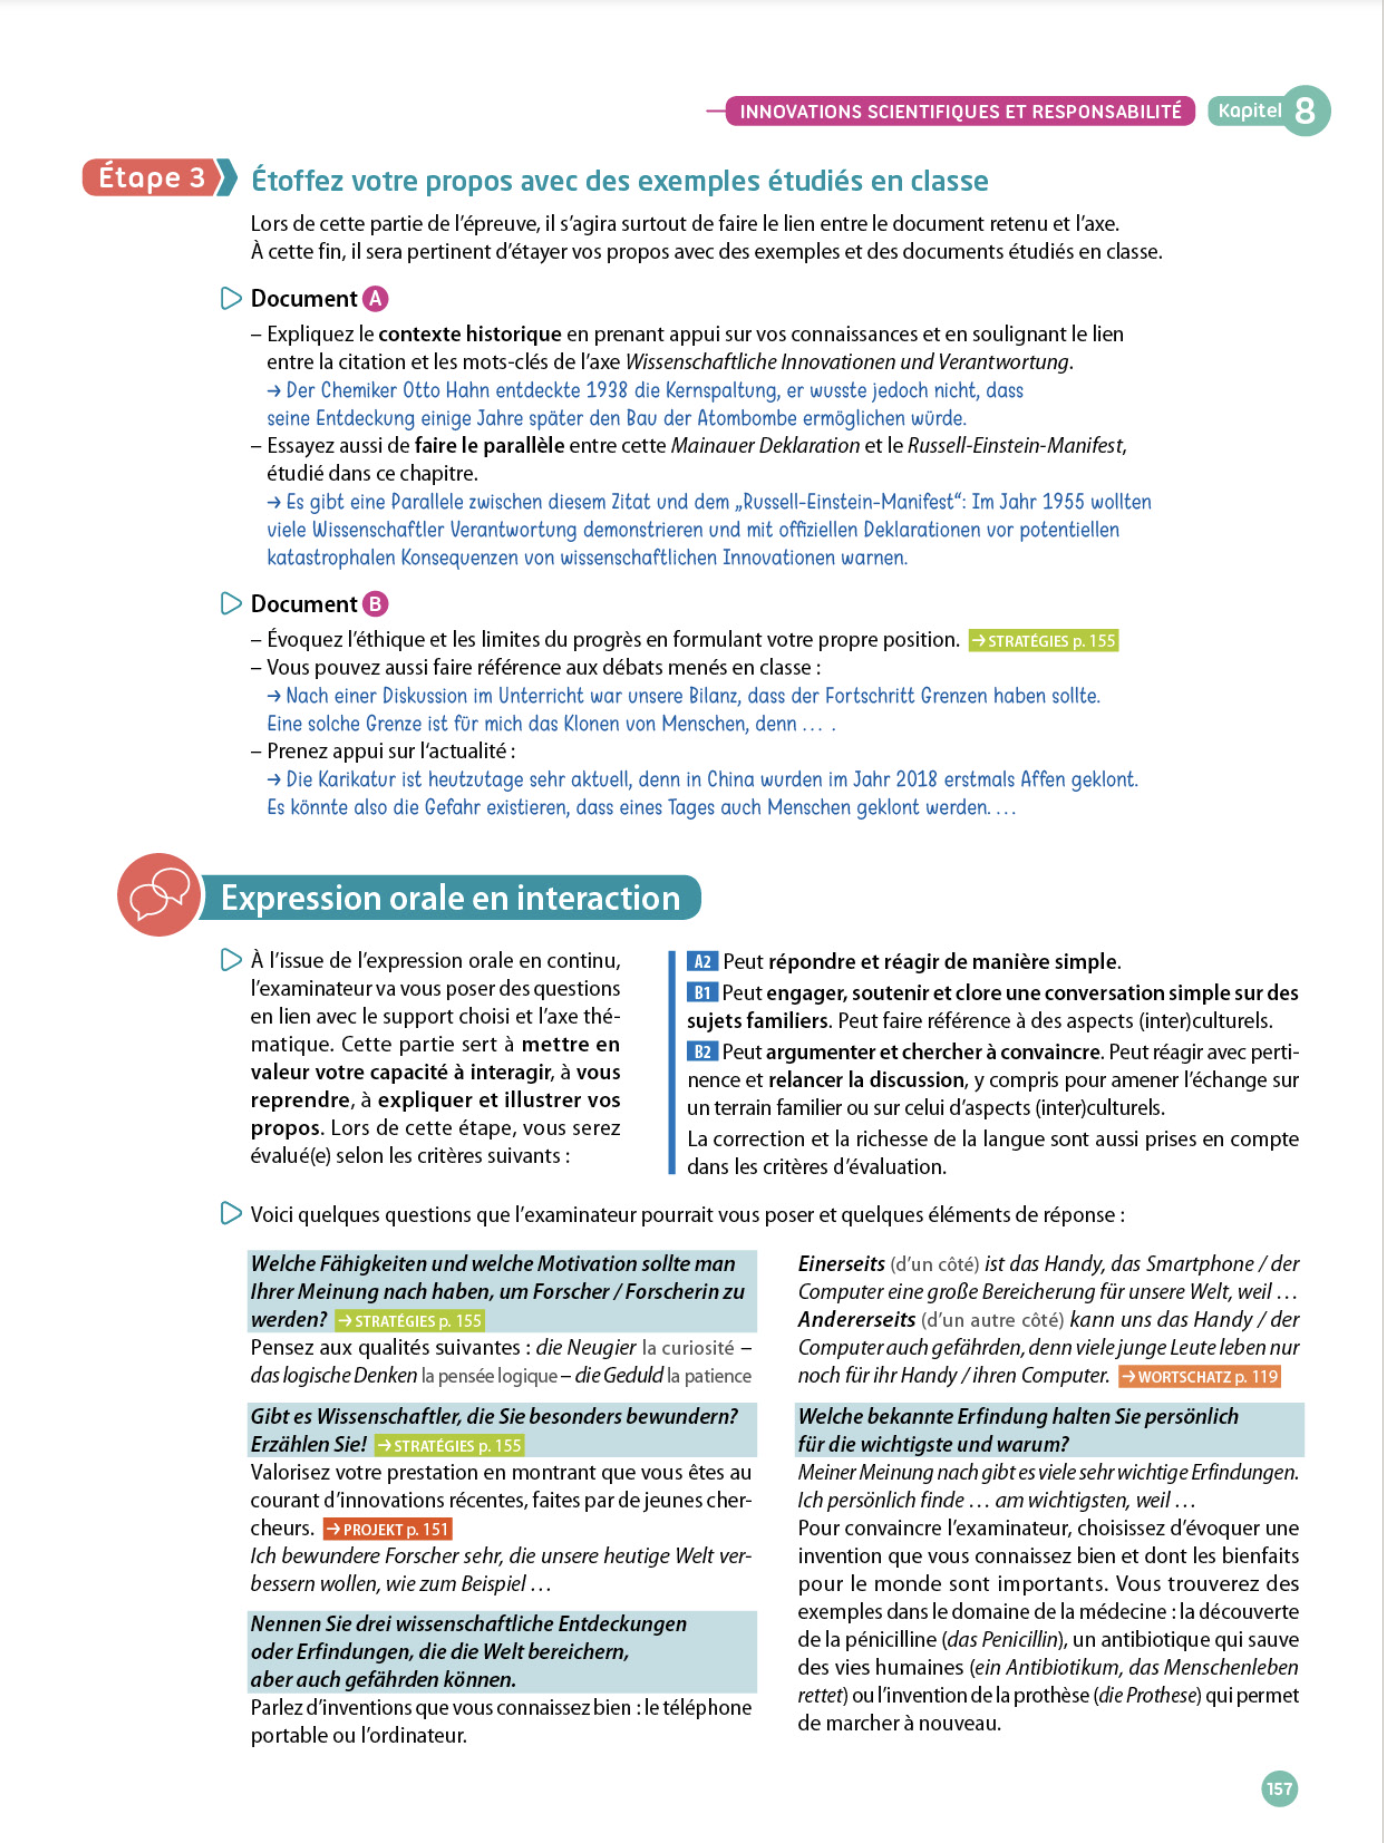 INNOVATIONS SCIENTIFIQUES ET RESPONSABILITÉ Kapitel 8
Étape 3 Étoffez votre propos avec des exemples étudiés en classe
Lors de cette partie de l'épreuve, il s'agira surtout de faire le lien entre le document retenu et l'axe.
À cette fin, il sera pertinent d'étayer vos propos avec des exemples et des documents étudiés en classe.
Document A
– Expliquez le contexte historique en prenant appui sur vos connaissances et en soulignant le lien
entre la citation et les mots-clés de l'axe Wissenschaftliche Innovationen und Verantwortung.
→ Der Chemiker Otto Hahn entdeckte 1938 die Kernspaltung, er wusste jedoch nicht, dass
seine Entdeckung einige Jahre später den Bau der Atombombe ermöglichen würde.
– Essayez aussi de faire le parallèle entre cette Mainauer Deklaration et le Russell-Einstein-Manifest,
étudié dans ce chapitre.
→ Es gibt eine Parallele zwischen diesem Zitat und dem „Russell-Einstein-Manifest“: Im Jahr 1955 wollten
viele Wissenschaftler Verantwortung demonstrieren und mit offiziellen Deklarationen vor potentiellen
katastrophalen Konsequenzen von wissenschaftlichen Innovationen warnen.
Document B
– Évoquez l'éthique et les limites du progrès en formulant votre propre position. → STRATÉGIES p. 155
– Vous pouvez aussi faire référence aux débats menés en classe :
→ Nach einer Diskussion im Unterricht war unsere Bilanz, dass der Fortschritt Grenzen haben sollte.
Eine solche Grenze ist für mich das Klonen von Menschen, denn ... .
– Prenez appui sur l‘actualité :
→ Die Karikatur ist heutzutage sehr aktuell, denn in China wurden im Jahr 2018 erstmals Affen geklont.
Es könnte also die Gefahr existieren, dass eines Tages auch Menschen geklont werden. ...
Expression orale en interaction
À l'issue de l'expression orale en continu,
l'examinateur va vous poser des questions
en lien avec le support choisi et l'axe thé-
matique. Cette partie sert à mettre en
valeur votre capacité à interagir, à vous
reprendre, à expliquer et illustrer vos
propos. Lors de cette étape, vous serez
évalué(e) selon les critères suivants :
A2 Peut répondre et réagir de manière simple.
B1 Peut engager, soutenir et clore une conversation simple sur des
sujets familiers. Peut faire référence à des aspects (inter)culturels.
B2 Peut argumenter et chercher à convaincre. Peut réagir avec perti-
nence et relancer la discussion, y compris pour amener l'échange sur
un terrain familier ou sur celui d'aspects (inter)culturels.
La correction et la richesse de la langue sont aussi prises en compte
dans les critères d'évaluation.
Voici quelques questions que l'examinateur pourrait vous poser et quelques éléments de réponse :
Welche Fähigkeiten und welche Motivation sollte man
Ihrer Meinung nach haben, um Forscher / Forscherin zu
werden? → STRATÉGIES p. 155
Pensez aux qualités suivantes : die Neugier la curiosité –
das logische Denken la pensée logique – die Geduld la patience
Gibt es Wissenschaftler, die Sie besonders bewundern?
Erzählen Sie! → STRATÉGIES p. 155
Valorisez votre prestation en montrant que vous êtes au
courant d'innovations récentes, faites par de jeunes cher-
cheurs. → PROJEKT p. 151
Ich bewundere Forscher sehr, die unsere heutige Welt ver-
bessern wollen, wie zum Beispiel ...
Nennen Sie drei wissenschaftliche Entdeckungen
oder Erfindungen, die die Welt bereichern,
aber auch gefährden können.
Parlez d'inventions que vous connaissez bien : le téléphone
portable ou l'ordinateur.
Einerseits (d'un côté) ist das Handy, das Smartphone / der
Computer eine große Bereicherung für unsere Welt, weil ...
Andererseits (d'un autre côté) kann uns das Handy / der
Computer auch gefährden, denn viele junge Leute leben nur
noch für ihr Handy / ihren Computer. → WORTSCHATZ p. 119
Welche bekannte Erfindung halten Sie persönlich
für die wichtigste und warum?
Meiner Meinung nach gibt es viele sehr wichtige Erfindungen.
Ich persönlich finde ... am wichtigsten, weil ...
Pour convaincre l'examinateur, choisissez d'évoquer une
invention que vous connaissez bien et dont les bienfaits
pour le monde sont importants. Vous trouverez des
exemples dans le domaine de la médecine : la découverte
de la pénicilline (das Penicillin), un antibiotique qui sauve
des vies humaines (ein Antibiotikum, das Menschenleben
rettet) ou l'invention de la prothèse (die Prothese) qui permet
de marcher à nouveau.
157